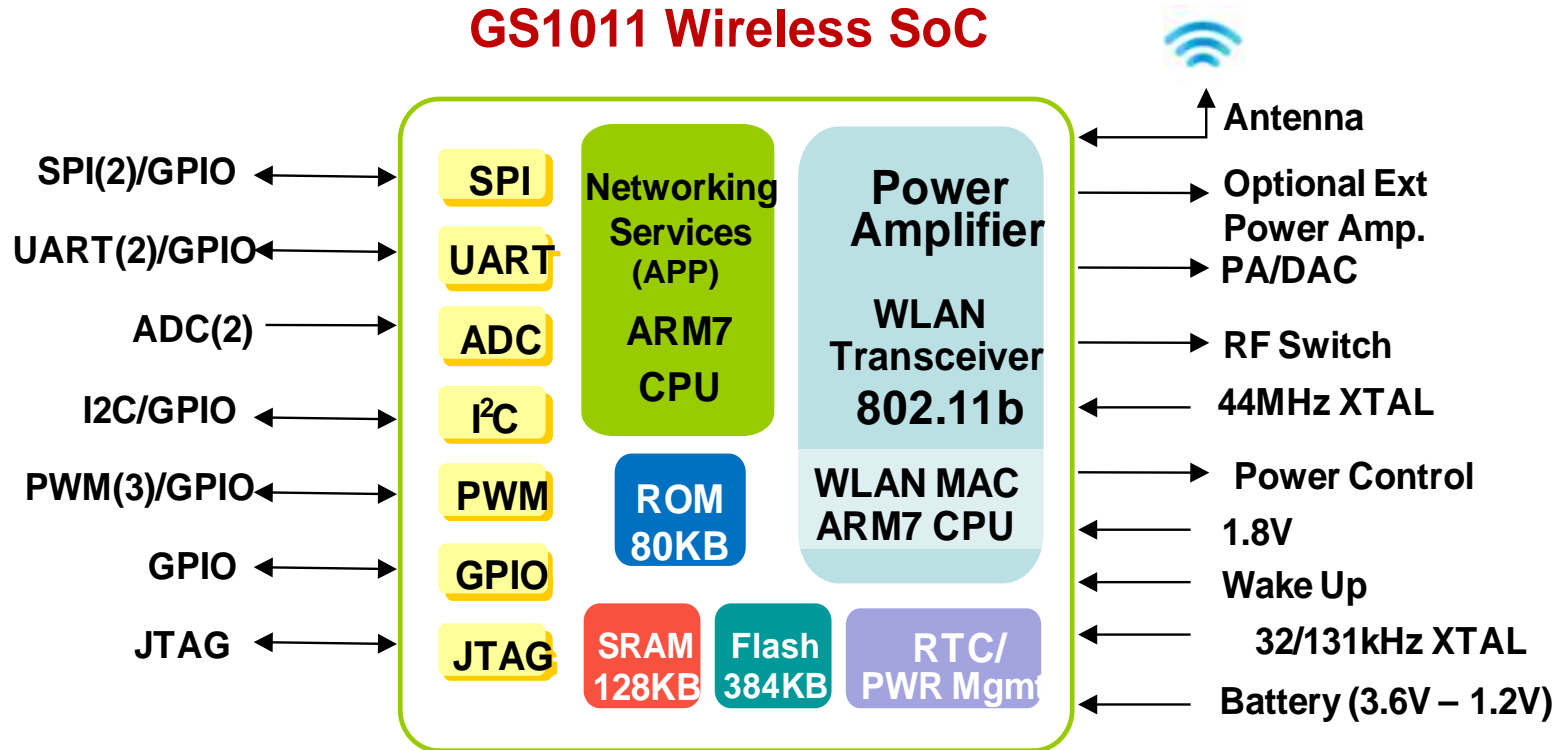 GS1011 Wireless SoC
SPI(2)/GPIO
UART(2)/GPIO
ADC(2)
I2C/GPIO
PWM(3)/GPIO
GPIO
JTAG
SPI
UART
ADC
I²C
PWM
GPIO
JTAG
Networking
Services
(APP)
ARM7
CPU
ROM
80KB
SRAM
128KB
Flash
384KB
Power
Amplifier
WLAN
Transceiver
802.11b
WLAN MAC
ARM7 CPU
RTC/
PWR Mgmt
Antenna
Optional Ext
Power Amp.
PA/DAC
RF Switch
44MHz XTAL
Power Control
1.8V
Wake Up
32/131kHz XTAL
Battery (3.6V – 1.2V)